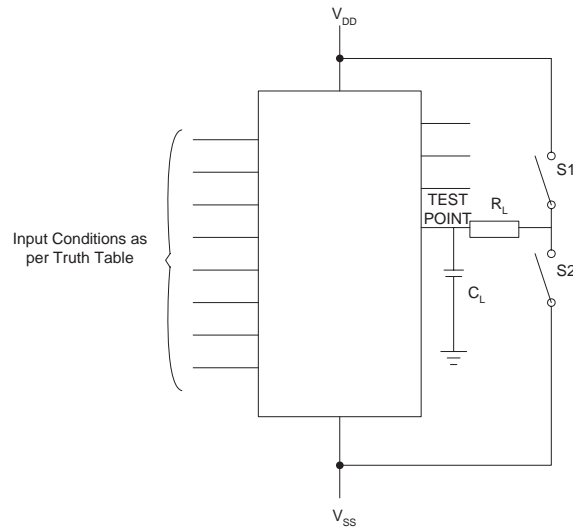 VDD
S1
TEST
POINT
RL
Input Conditions as
per Truth Table
S2
CL
VSS